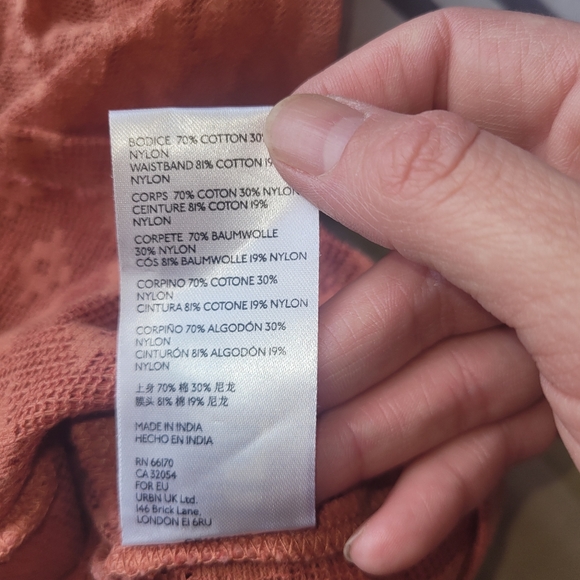 BODICE 70% COTTON 30
NYLON
WAISTBAND 81% COTTON 19
NYLON
CORPS 70% COTON 30% NYLON
CEINTURE 81% COTON 19%
NYLON
CORPETE 70% BAUMWOLLE
30% NYLON
CÓS 81% BAUMWOLLE 19% NYLON
CORPINO 70% COTONE 30%
NYLON
CINTURA 81% COTONE 19% NYLON
CORPIÑO 70% ALGODÓN 30%
NYLON
CINTURÓN 81% ALGODÓN 19%
NYLON
上身 70% 棉 30% 尼龙
腰头 81% 棉 19% 尼龙
MADE IN INDIA
HECHO EN INDIA
RN 66170
CA 32054
FOR EU
URBN UK Ltd.
146 Brick Lane,
LONDON E1 6RU